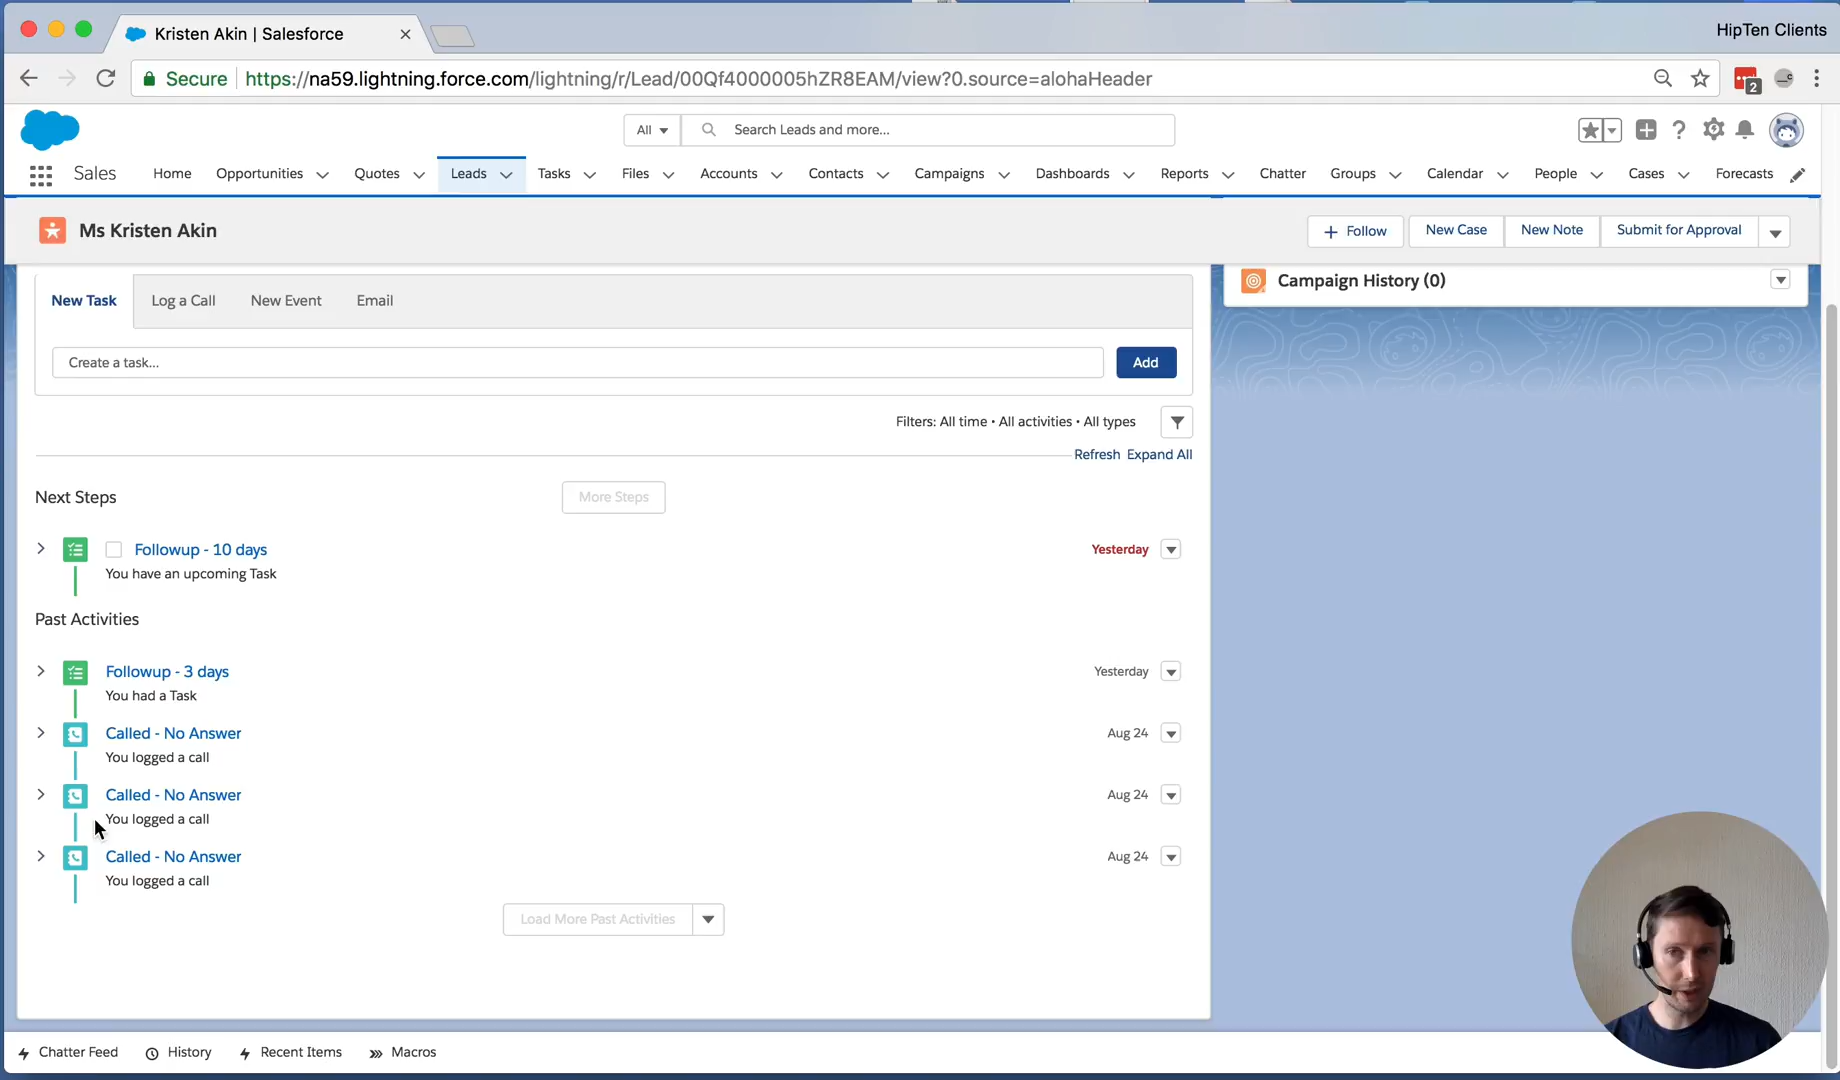 Kristen Akin | Salesforce
HipTen Clients
Secure https://na59.lightning.force.com/lightning/r/Lead/00Qf4000005hZR8EAM/view?0.source=alohaHeader
2
All Search Leads and more...
Sales Home Opportunities Quotes Leads Tasks Files Accounts Contacts Campaigns Dashboards Reports Chatter Groups Calendar People Cases Forecasts
Ms Kristen Akin
+ Follow New Case New Note Submit for Approval
Campaign History (0)
New Task Log a Call New Event Email
Create a task...
Add
Filters: All time • All activities • All types
Refresh Expand All
Next Steps
More Steps
Followup - 10 days Yesterday
You have an upcoming Task
Past Activities
Followup - 3 days Yesterday
You had a Task
Called - No Answer Aug 24
You logged a call
Called - No Answer Aug 24
You logged a call
Called - No Answer Aug 24
You logged a call
Load More Past Activities
Chatter Feed History Recent Items Macros